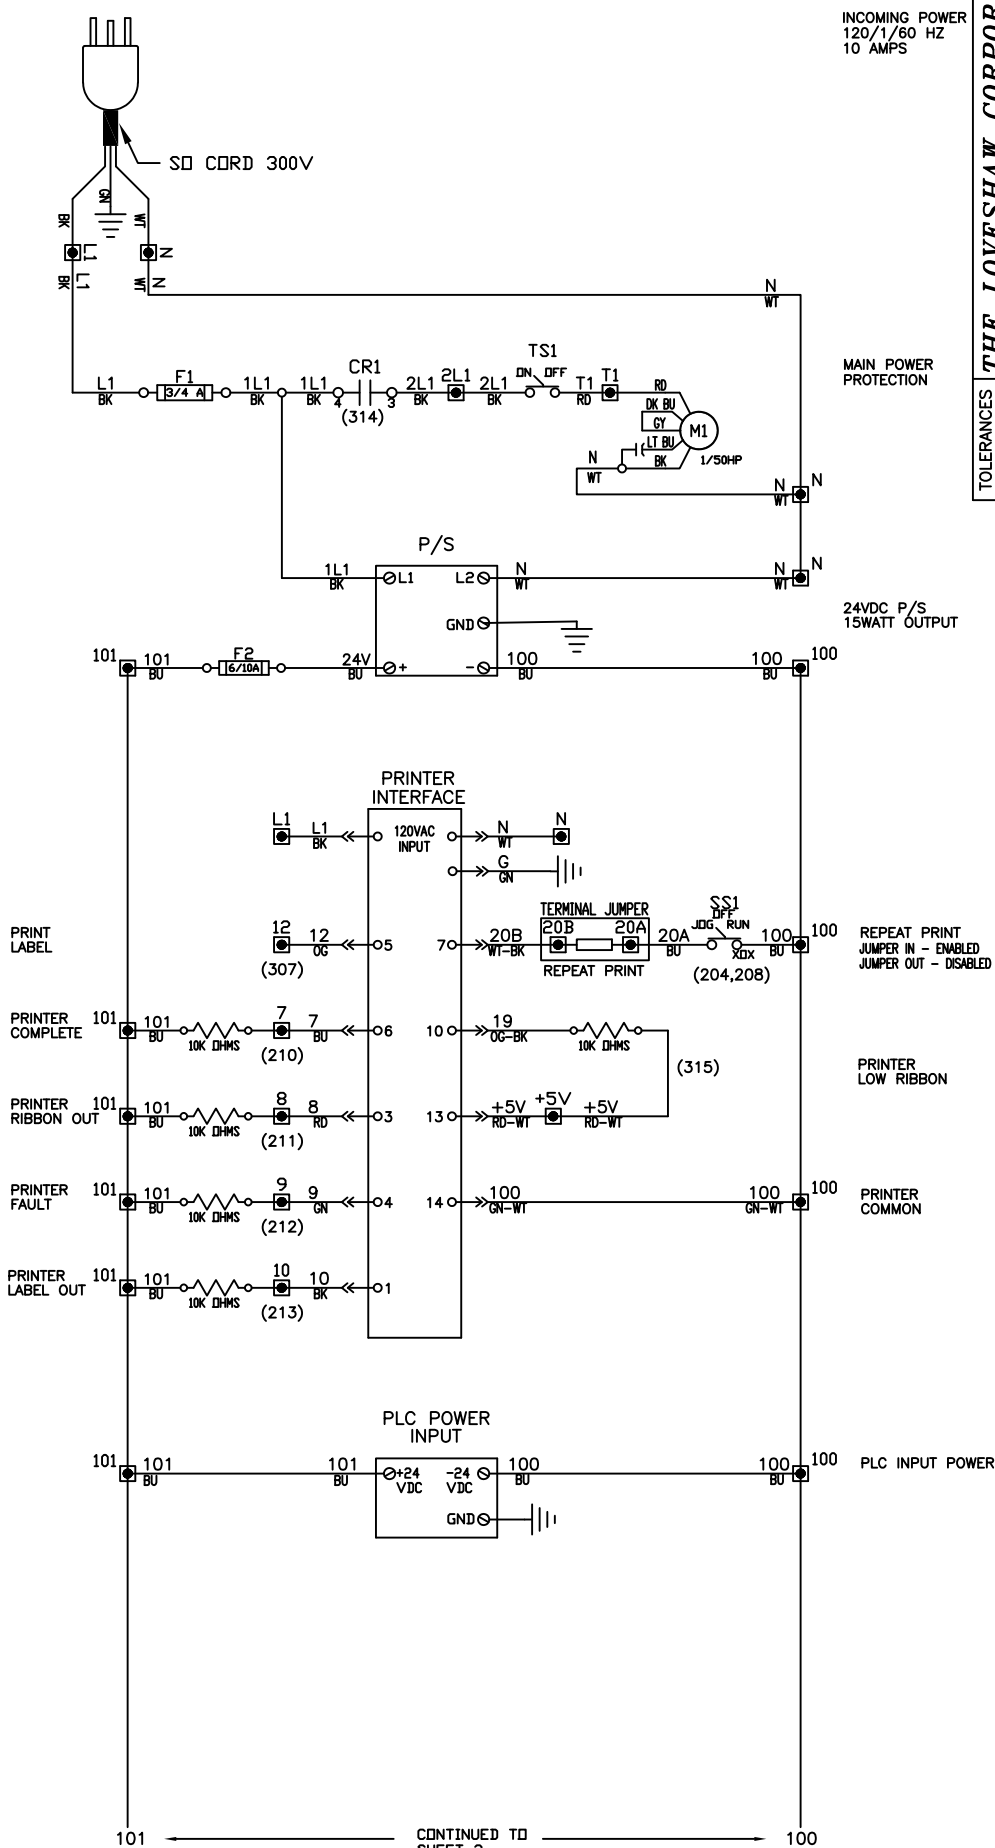 INCOMING POWER
120/1/60 HZ
10 AMPS
TOLERANCES
SO CORD 300V
BK
GN
WT
L1
N
BK
L1
WT
N
N
WT
MAIN POWER
PROTECTION
L1
BK
F1
3/4 A
1L1
BK
1L1
BK
CR1
4
3
(314)
2L1
BK
2L1
2L1
BK
TS1
ON OFF
T1
RD
T1
RD
DK BU
GY
LT BU
BK
M1
1/50HP
N
WT
N
WT
N
P/S
1L1
BK
L1
L2
N
WT
N
WT
N
GND
24VDC P/S
15WATT OUTPUT
101
101
BU
F2
6/10A
24V
BU
+
-
100
BU
100
BU
100
PRINTER
INTERFACE
L1
L1
BK
120VAC
INPUT
N
WT
N
G
GN
PRINT
LABEL
12
12
OG
(307)
5
7
20B
WT-BK
TERMINAL JUMPER
20B
20A
REPEAT PRINT
20A
BU
SS1
OFF
JOG RUN
XOX
(204,208)
100
BU
100
REPEAT PRINT
JUMPER IN - ENABLED
JUMPER OUT - DISABLED
PRINTER
COMPLETE
101
101
BU
10K OHMS
7
7
BU
(210)
6
10
19
OG-BK
10K OHMS
(315)
PRINTER
LOW RIBBON
PRINTER
RIBBON OUT
101
101
BU
10K OHMS
8
8
RD
(211)
3
13
+5V
RD-WT
+5V
+5V
RD-WT
PRINTER
FAULT
101
101
BU
10K OHMS
9
9
GN
(212)
4
14
100
GN-WT
100
GN-WT
100
PRINTER
COMMON
PRINTER
LABEL OUT
101
101
BU
10K OHMS
10
10
BK
(213)
1
PLC POWER
INPUT
101
101
BU
101
BU
+24
VDC
-24
VDC
GND
100
BU
100
BU
100
PLC INPUT POWER
101
CONTINUED TO
100